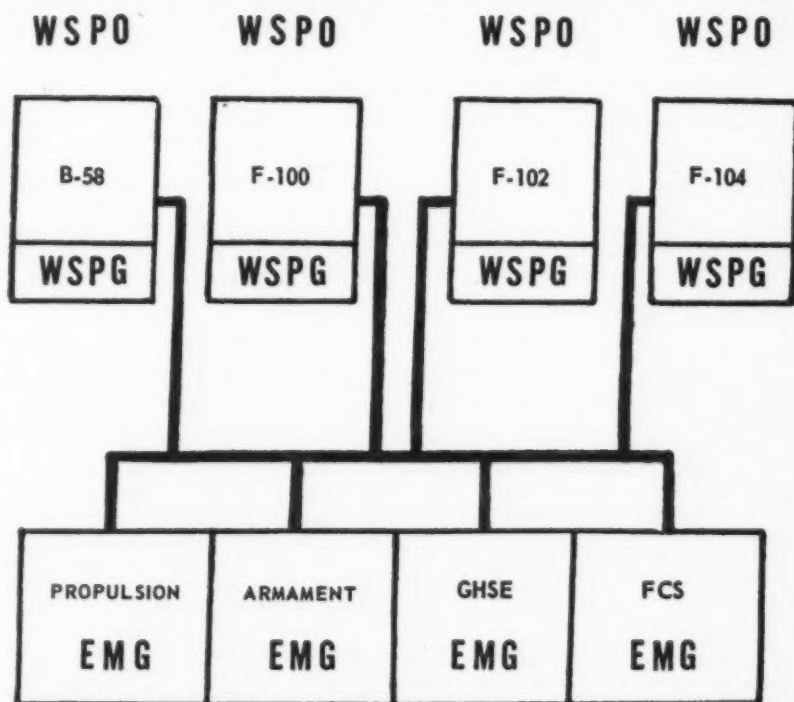 WSPO WSPO WSPO WSPO
B-58 F-100 F-102 F-104
WSPG WSPG WSPG WSPG
PROPULSION ARMAMENT GHSE FCS
EMG EMG EMG EMG